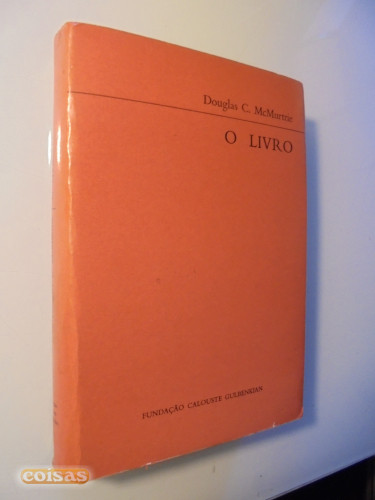 Douglas C. McMurtrie
O LIVRO
FUNDAÇÃO CALOUSTE GULBENKIAN
coisas